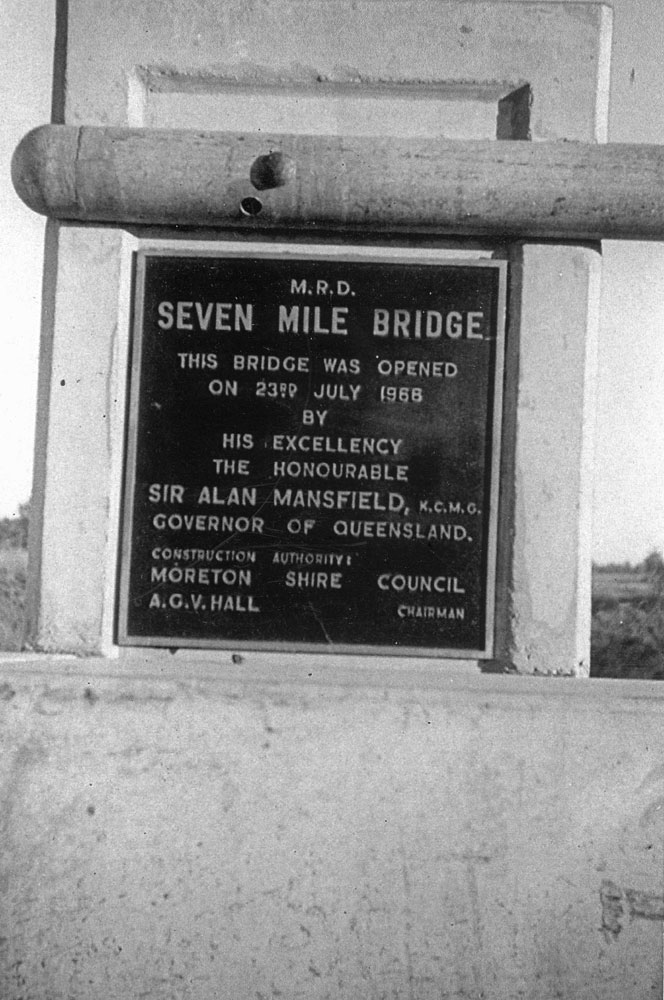 M.R.D.
SEVEN MILE BRIDGE
THIS BRIDGE WAS OPENED
ON 23RD JULY 1966
BY
HIS EXCELLENCY
THE HONOURABLE
SIR ALAN MANSFIELD, K.C.M.G.
GOVERNOR OF QUEENSLAND.
CONSTRUCTION AUTHORITY:
MORETON SHIRE COUNCIL
A.G.V. HALL CHAIRMAN